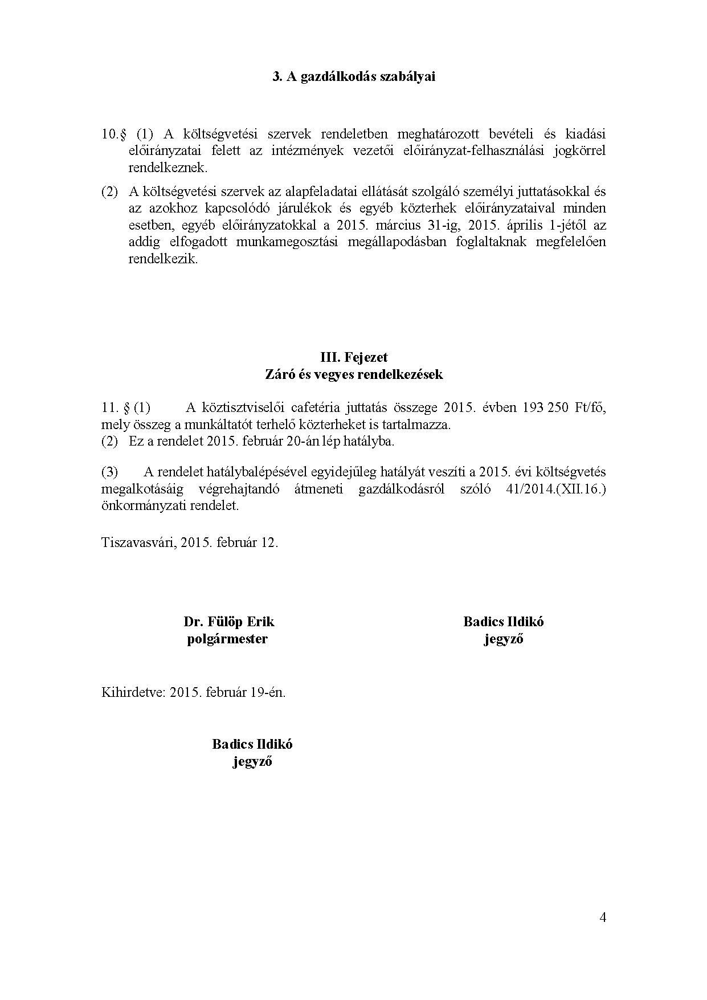 3. A gazdálkodás szabályai
10.§ (1) A költségvetési szervek rendeletben meghatározott bevételi és kiadási
előirányzatai felett az intézmények vezetői előirányzat-felhasználási jogkörrel
rendelkeznek.
(2) A költségvetési szervek az alapfeladatai ellátását szolgáló személyi juttatásokkal és
az azokhoz kapcsolódó járulékok és egyéb közterhek előirányzataival minden
esetben, egyéb előirányzatokkal a 2015. március 31-ig, 2015. április 1-jétől az
addig elfogadott munkamegosztási megállapodásban foglaltaknak megfelelően
rendelkezik.
III. Fejezet
Záró és vegyes rendelkezések
11. § (1) A köztisztviselői cafetéria juttatás összege 2015. évben 193 250 Ft/fő,
mely összeg a munkáltatót terhelő közterheket is tartalmazza.
(2) Ez a rendelet 2015. február 20-án lép hatályba.
(3) A rendelet hatálybalépésével egyidejűleg hatályát veszíti a 2015. évi költségvetés
megalkotásáig végrehajtandó átmeneti gazdálkodásról szóló 41/2014.(XII.16.)
önkormányzati rendelet.
Tiszavasvári, 2015. február 12.
Dr. Fülöp Erik Badics Ildikó
polgármester jegyző
Kihirdetve: 2015. február 19-én.
Badics Ildikó
jegyző
4